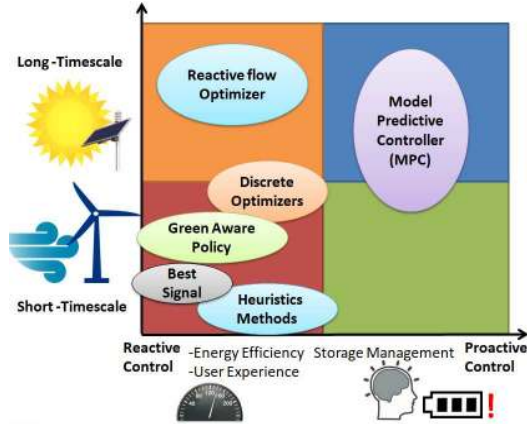 Long -Timescale
Reactive flow
Optimizer
Model
Predictive
Controller
(MPC)
Discrete
Optimizers
Green Aware
Policy
Best
Signal
Heuristics
Methods
Short -Timescale
Reactive
Control
-Energy Efficiency
-User Experience
Storage Management
Proactive
Control
!